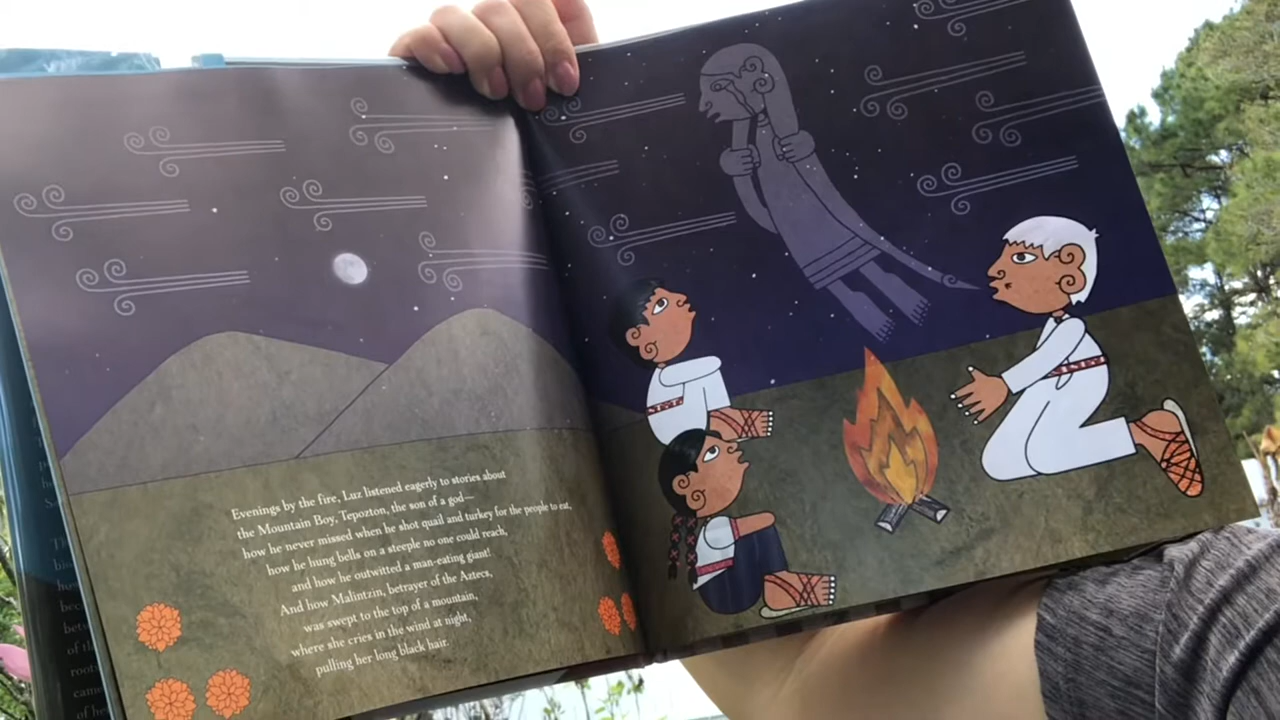 Evenings by the fire, Luz listened eagerly to stories about
the Mountain Boy, Tepozton, the son of a god—
how he never missed when he shot quail and turkey for the people to eat,
how he hung bells on a steeple no one could reach,
and how he outwitted a man-eating giant!
And how Malintzin, betrayer of the Aztecs,
was swept to the top of a mountain,
where she cries in the wind at night,
pulling her long black hair.